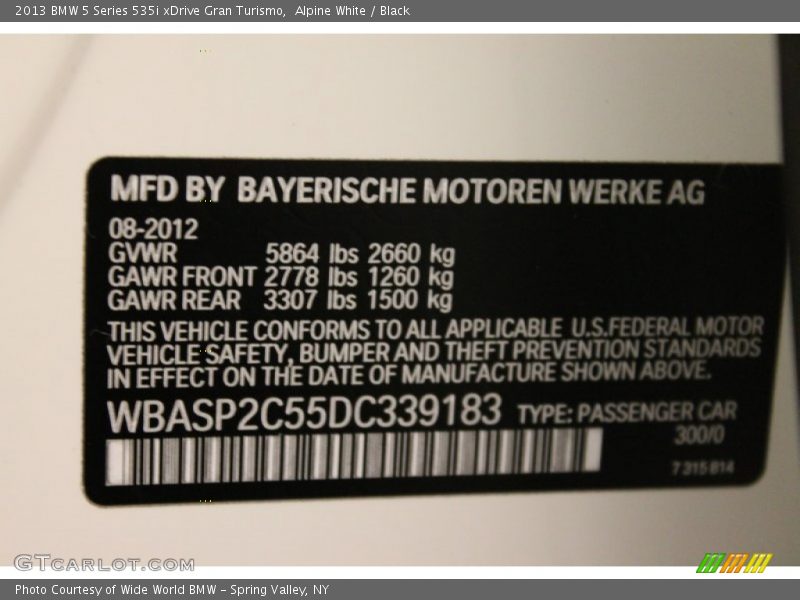 2013 BMW 5 Series 535i xDrive Gran Turismo, Alpine White / Black
MFD BY BAYERISCHE MOTOREN WERKE AG
08-2012
GVWR 5864 lbs 2660 kg
GAWR FRONT 2778 lbs 1260 kg
GAWR REAR 3307 lbs 1500 kg
THIS VEHICLE CONFORMS TO ALL APPLICABLE U.S.FEDERAL MOTOR
VEHICLE SAFETY, BUMPER AND THEFT PREVENTION STANDARDS
IN EFFECT ON THE DATE OF MANUFACTURE SHOWN ABOVE.
WBASP2C55DC339183 TYPE: PASSENGER CAR
300/0
7315814
GTCARLOT.COM
Photo Courtesy of Wide World BMW - Spring Valley, NY